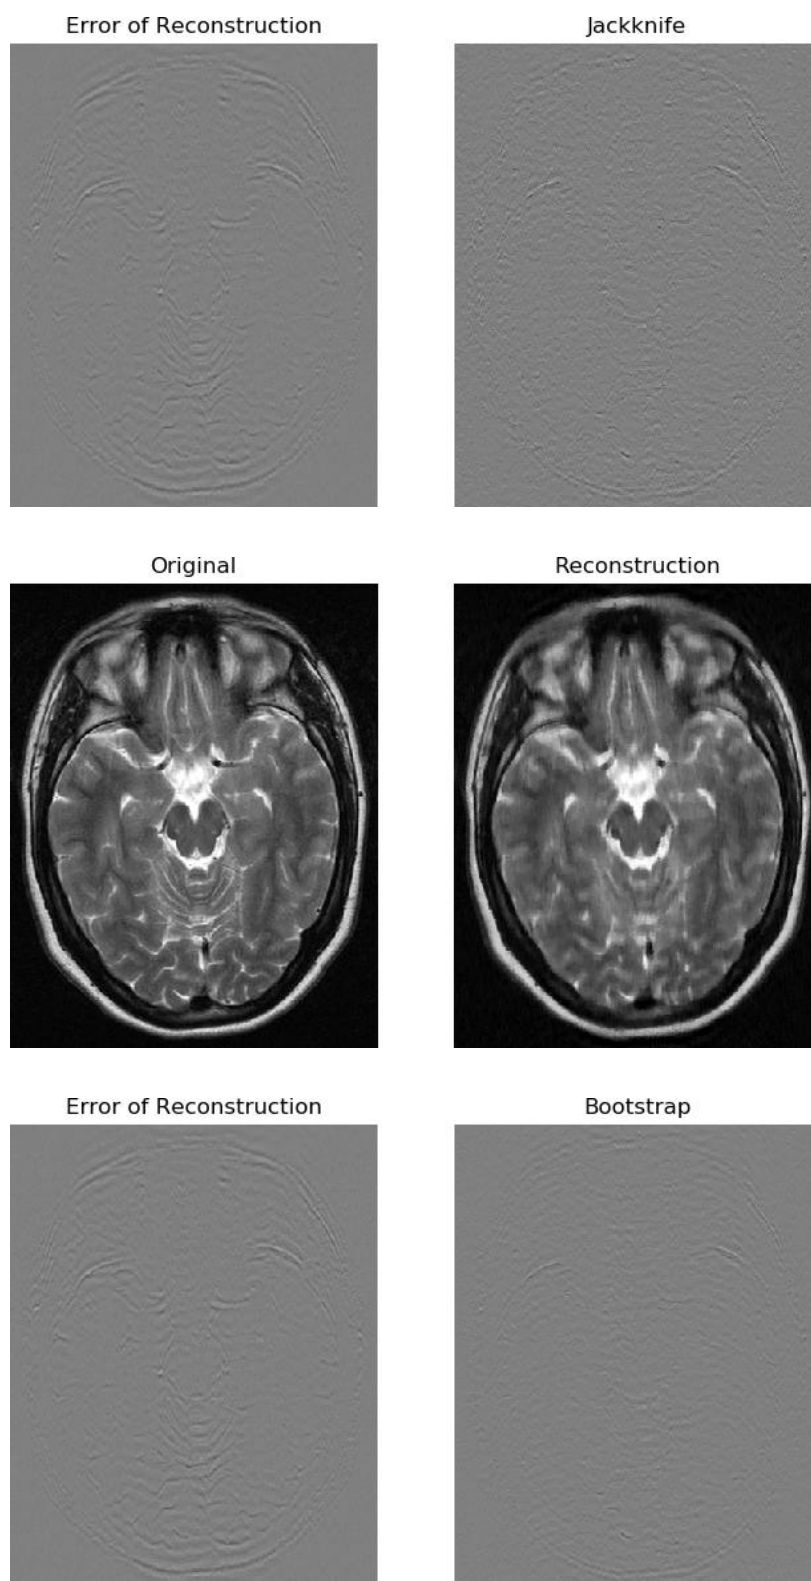 Error of Reconstruction
Jackknife
Original
Reconstruction
Error of Reconstruction
Bootstrap